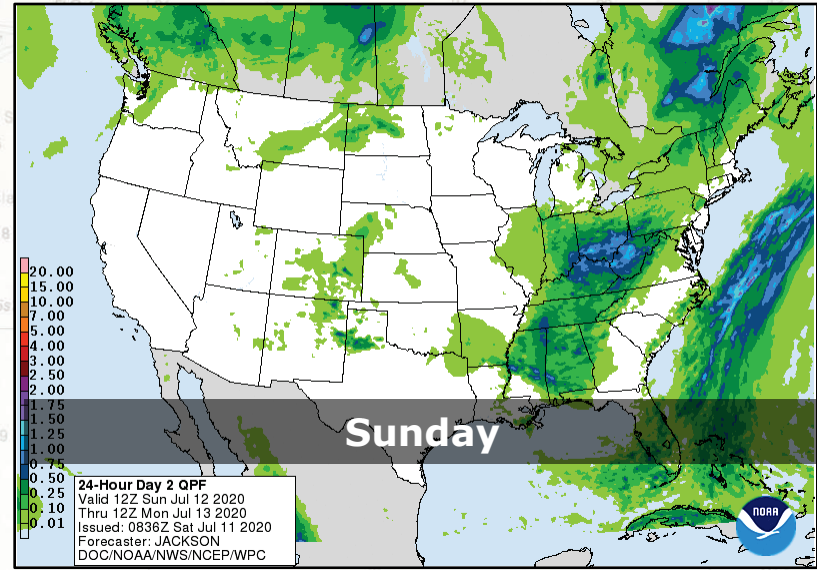 20.00
15.00
10.00
7.00
5.00
4.00
3.00
2.50
2.00
1.75
1.50
1.25
1.00
0.75
0.50
0.25
0.10
0.01
Sunday
24-Hour Day 2 QPF
Valid 12Z Sun Jul 12 2020
Thru 12Z Mon Jul 13 2020
Issued: 0836Z Sat Jul 11 2020
Forecaster: JACKSON
DOC/NOAA/NWS/NCEP/WPC
NOAA